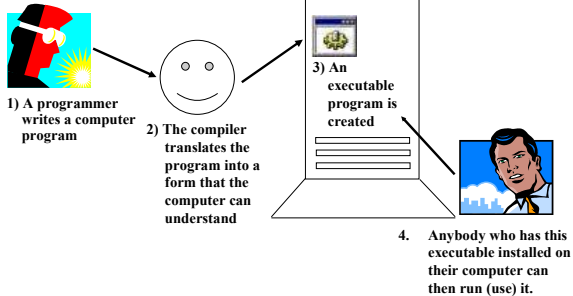 1) A programmer
writes a computer
program
2) The compiler
translates the
program into a
form that the
computer can
understand
3) An
executable
program is
created
4. Anybody who has this
executable installed on
their computer can
then run (use) it.